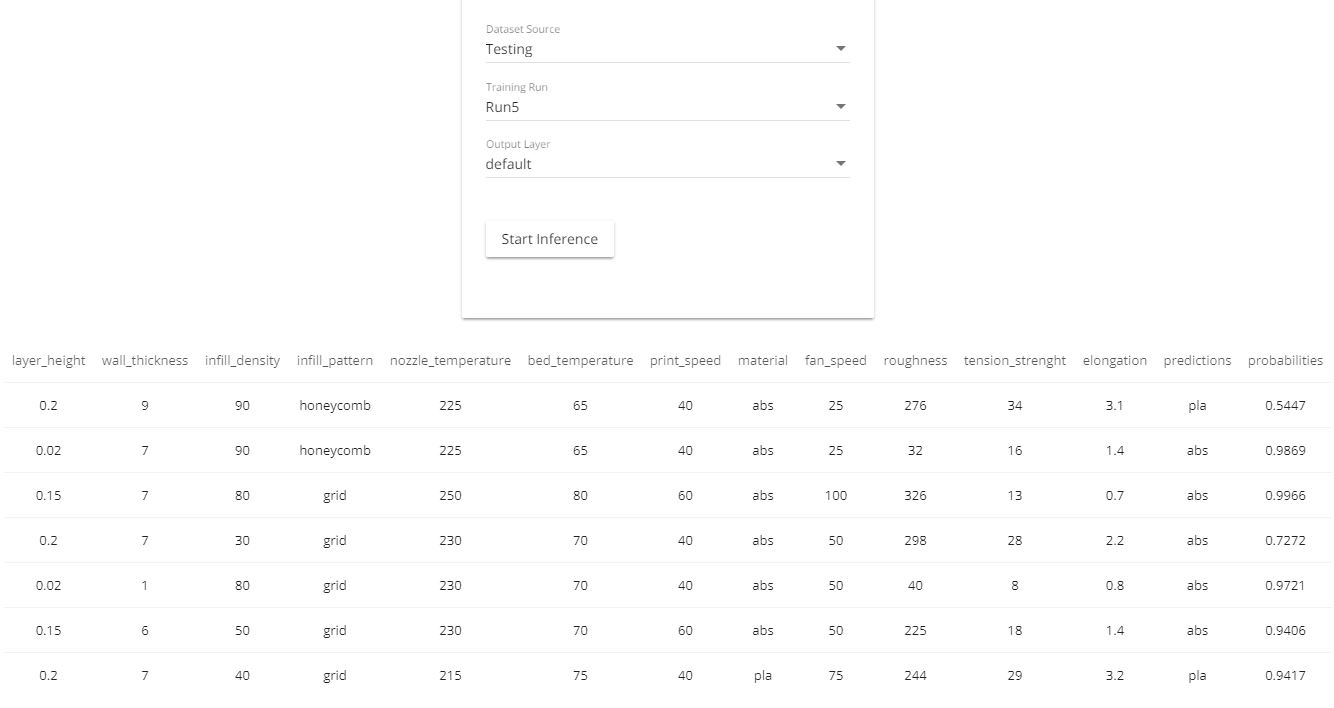 Dataset Source
Testing
Training Run
Run5
Output Layer
default
Start Inference
layer_height wall_thickness infill_density infill_pattern nozzle_temperature bed_temperature print_speed material fan_speed roughness tension_strenght elongation predictions probabilities
0.2 9 90 honeycomb 225 65 40 abs 25 276 34 3.1 pla 0.5447
0.02 7 90 honeycomb 225 65 40 abs 25 32 16 1.4 abs 0.9869
0.15 7 80 grid 250 80 60 abs 100 326 13 0.7 abs 0.9966
0.2 7 30 grid 230 70 40 abs 50 298 28 2.2 abs 0.7272
0.02 1 80 grid 230 70 40 abs 50 40 8 0.8 abs 0.9721
0.15 6 50 grid 230 70 60 abs 50 225 18 1.4 abs 0.9406
0.2 7 40 grid 215 75 40 pla 75 244 29 3.2 pla 0.9417